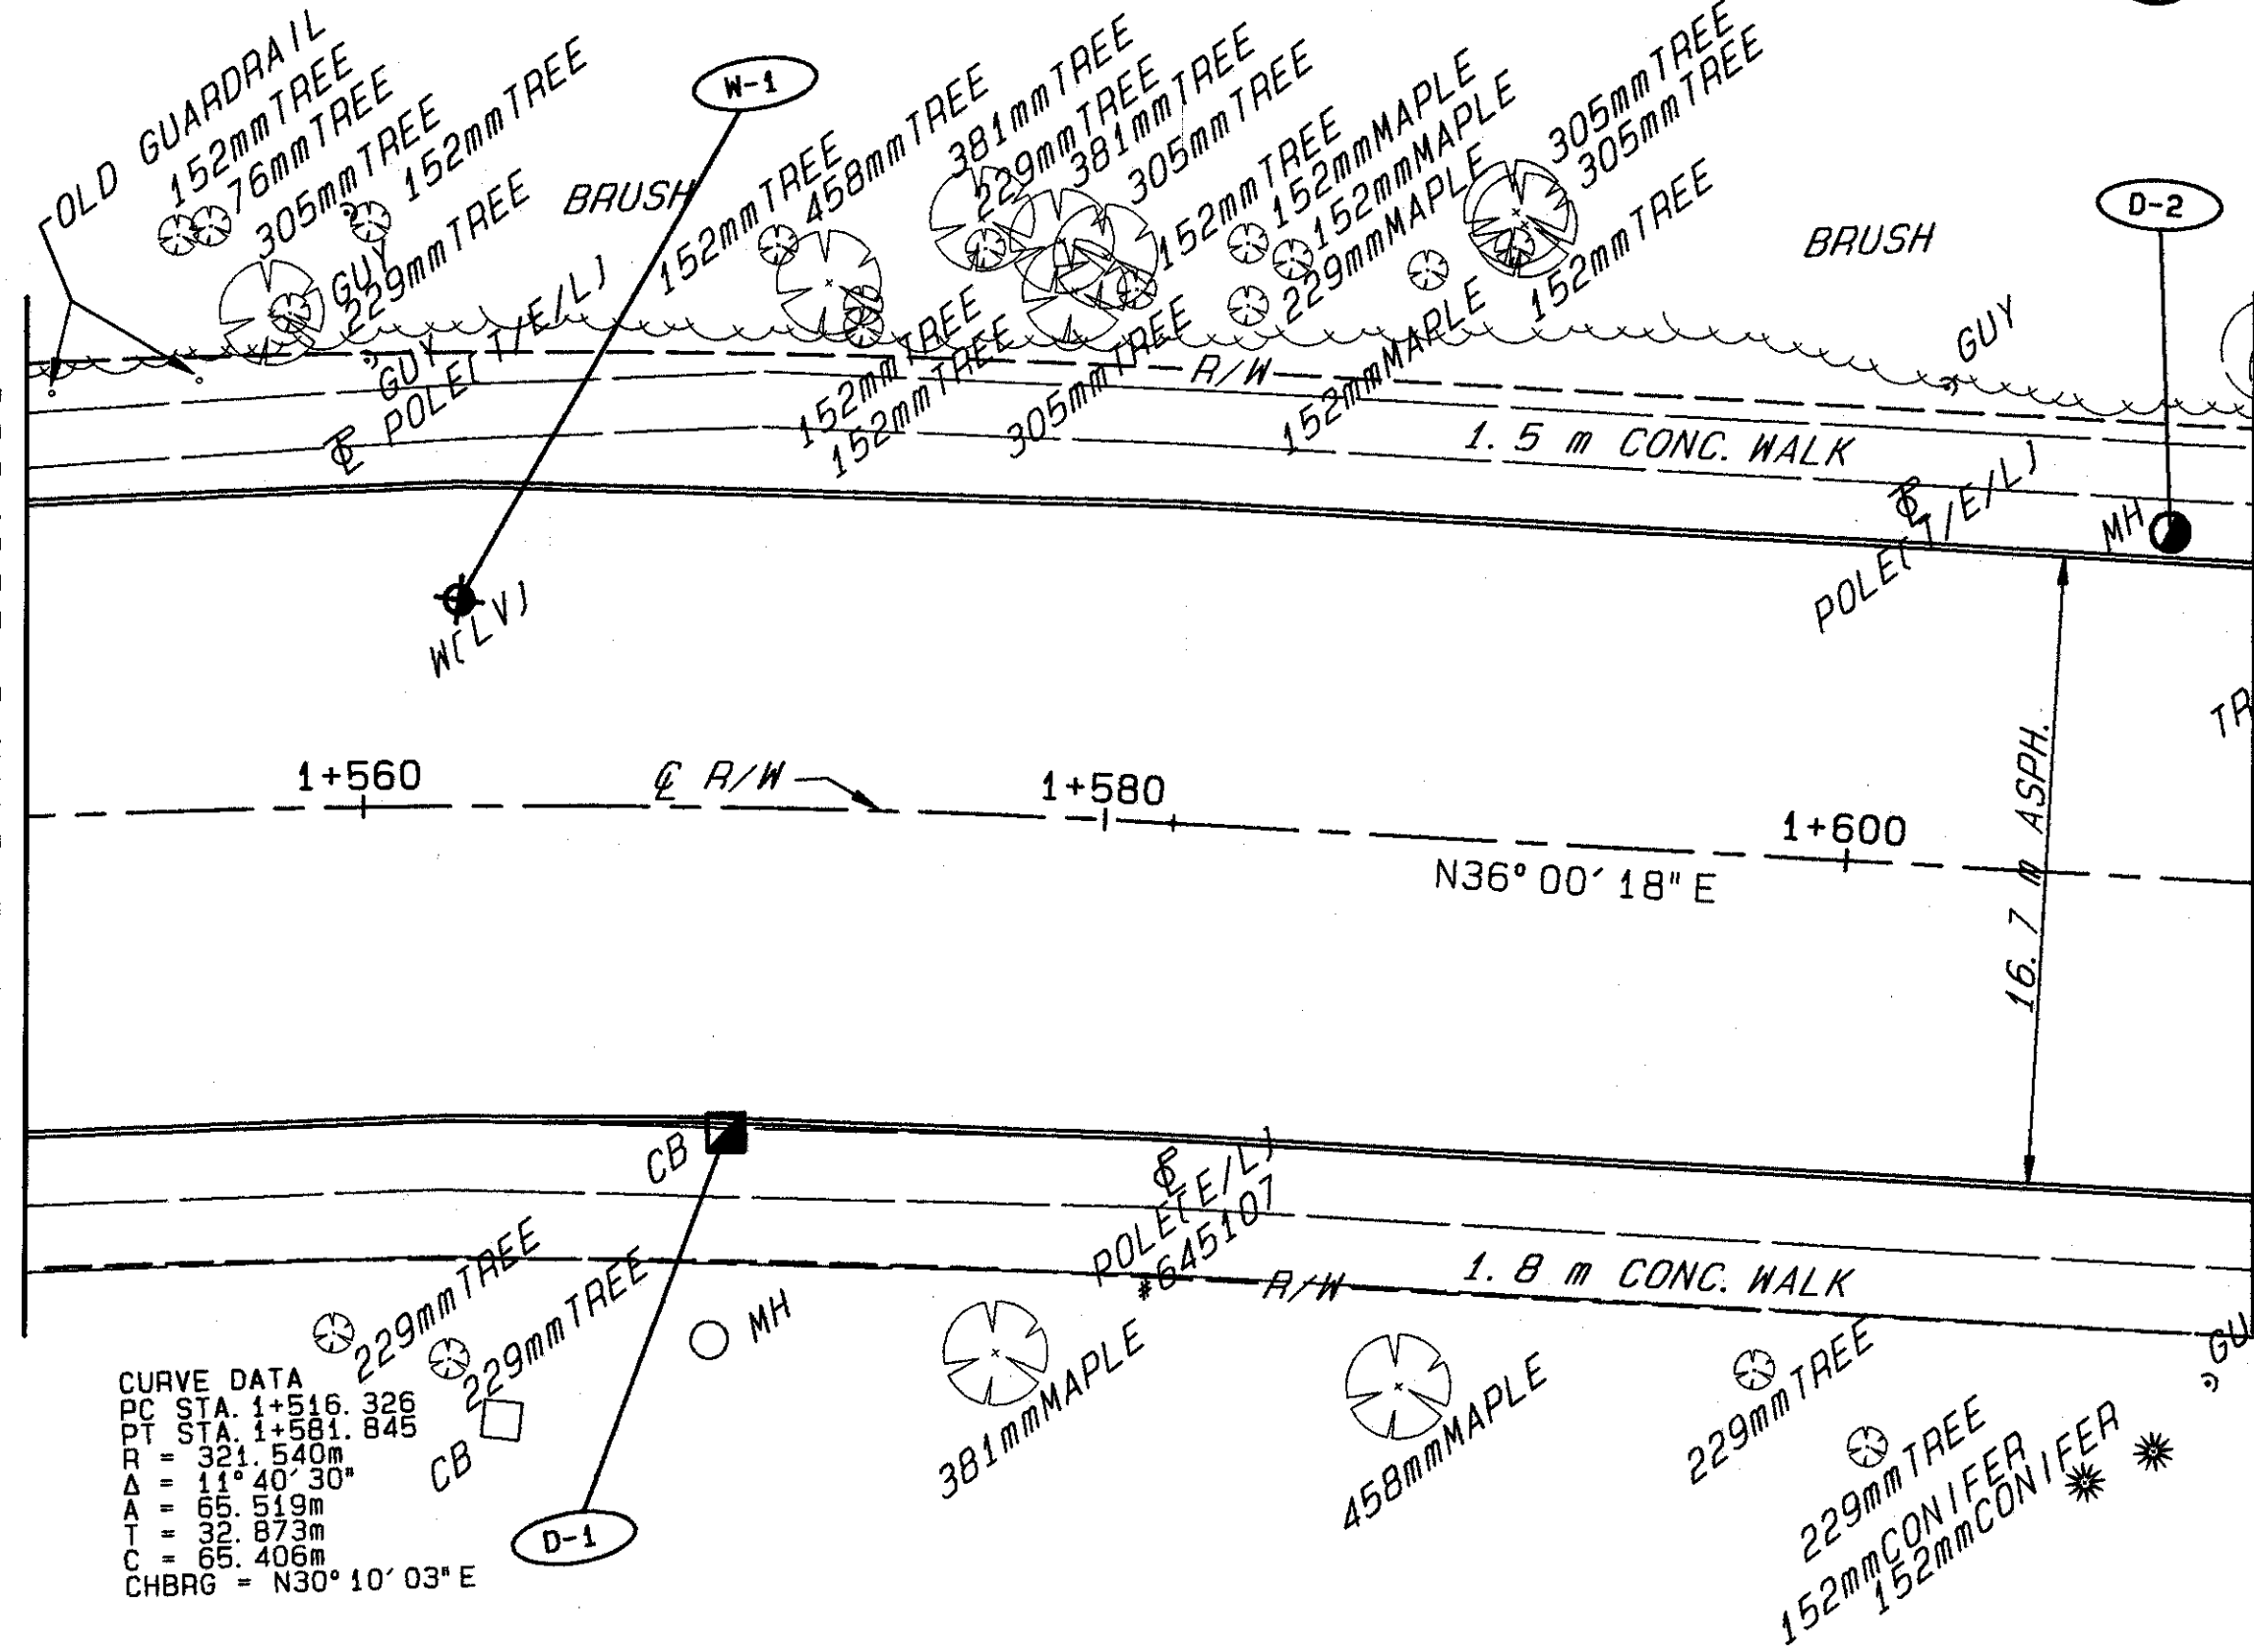 OLD GUARDRAIL
152mmTREE
76mmTREE
305mmTREE
152mmTREE
GUY
229mmTREE
BRUSH
W-1
GUY
POLE(T/E/L)
152mmTREE
458mmTREE
381mmTREE
229mmTREE
381mmTREE
305mmTREE
152mmTREE
152mmMAPLE
152mmMAPLE
229mmMAPLE
305mmTREE
305mmTREE
152mmTREE
152mmTREE
152mmTREE
305mmTREE
152mmMAPLE
BRUSH
D-2
GUY
R/W
1.5 m CONC. WALK
POLE(T/E/L)
MH
W(LV)
1+560
℄ R/W
1+580
1+600
N36°00′18"E
16.7 m ASPH.
TR
CB
POLE(E/L)
#645107
R/W
1.8 m CONC. WALK
229mmTREE
229mmTREE
MH
CB
381mmMAPLE
458mmMAPLE
229mmTREE
229mmTREE
152mmCONIFER
152mmCONIFER
GU
D-1
CURVE DATA
PC STA. 1+516.326
PT STA. 1+581.845
R = 321.540m
Δ = 11°40′30"
A = 65.519m
T = 32.873m
C = 65.406m
CHBRG = N30°10′03"E